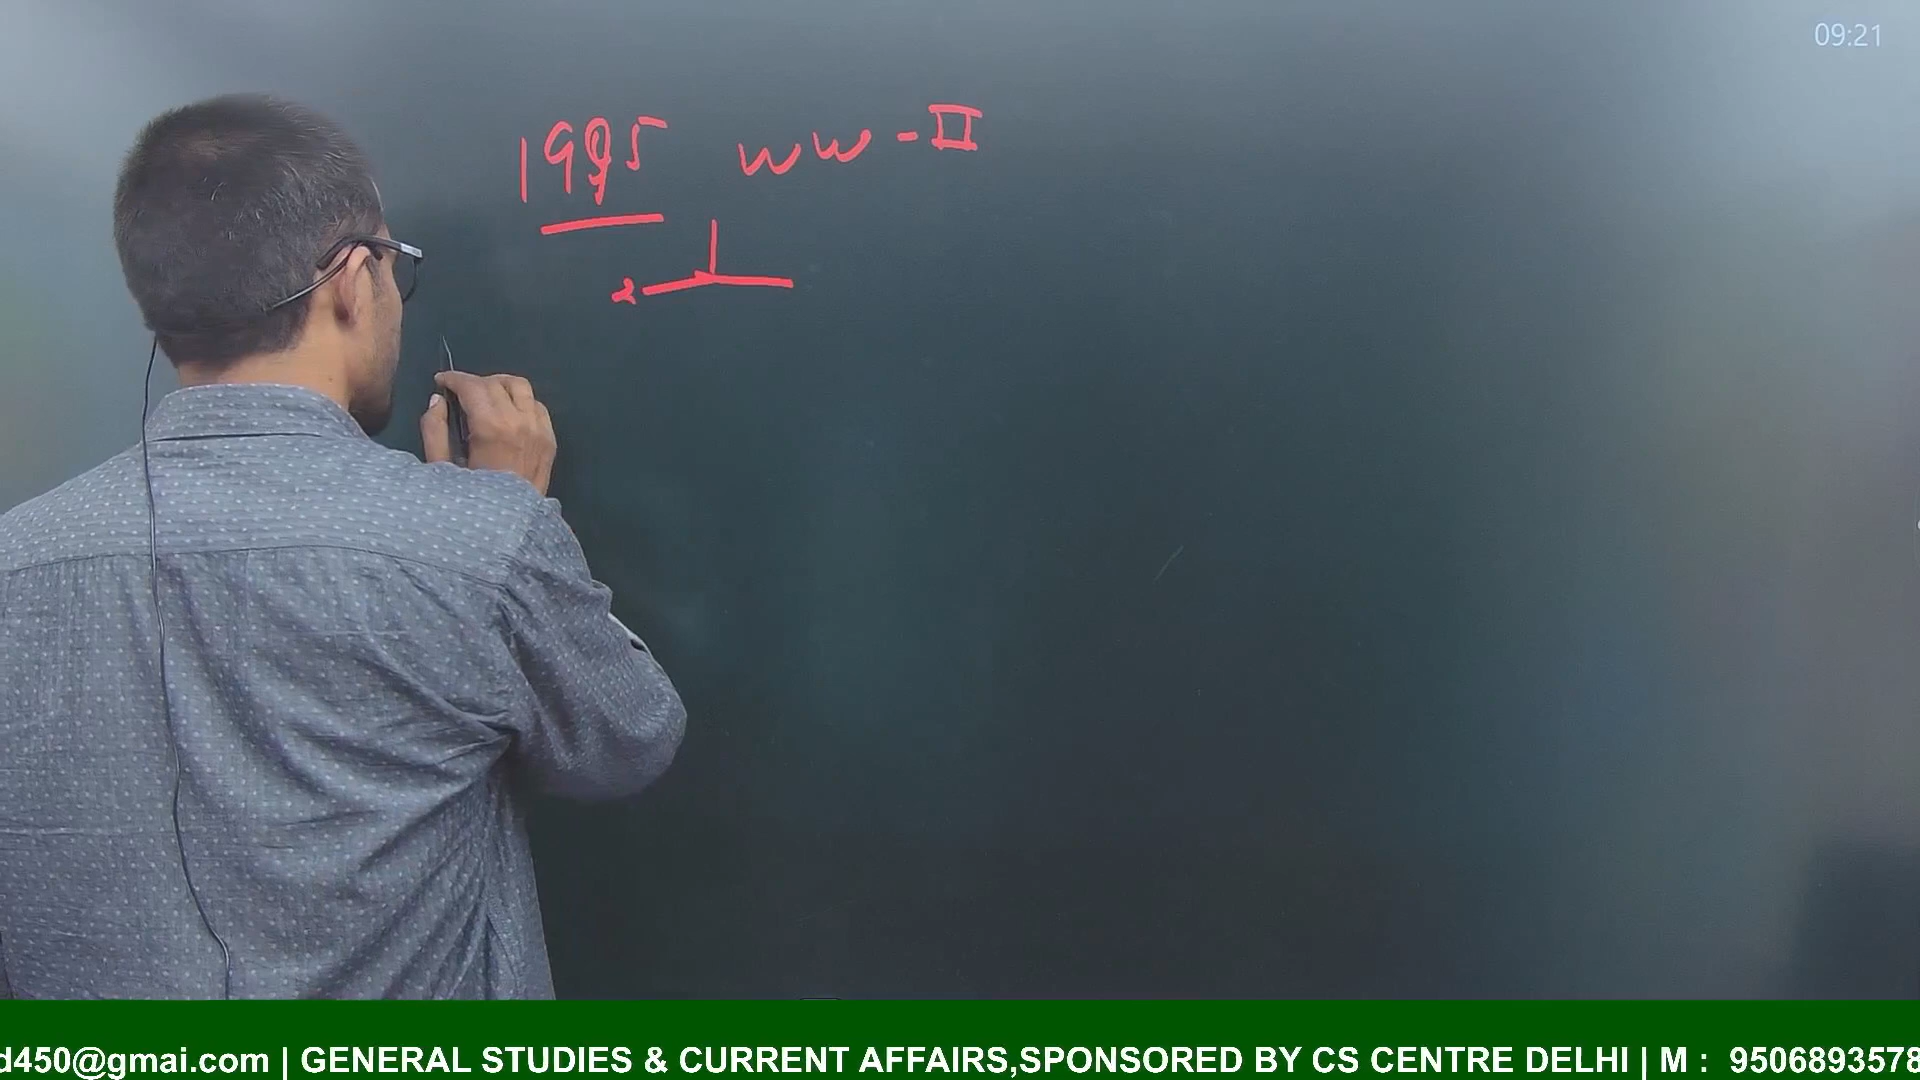 09:21
1995 WW-II
d450@gmai.com | GENERAL STUDIES & CURRENT AFFAIRS,SPONSORED BY CS CENTRE DELHI | M : 9506893578